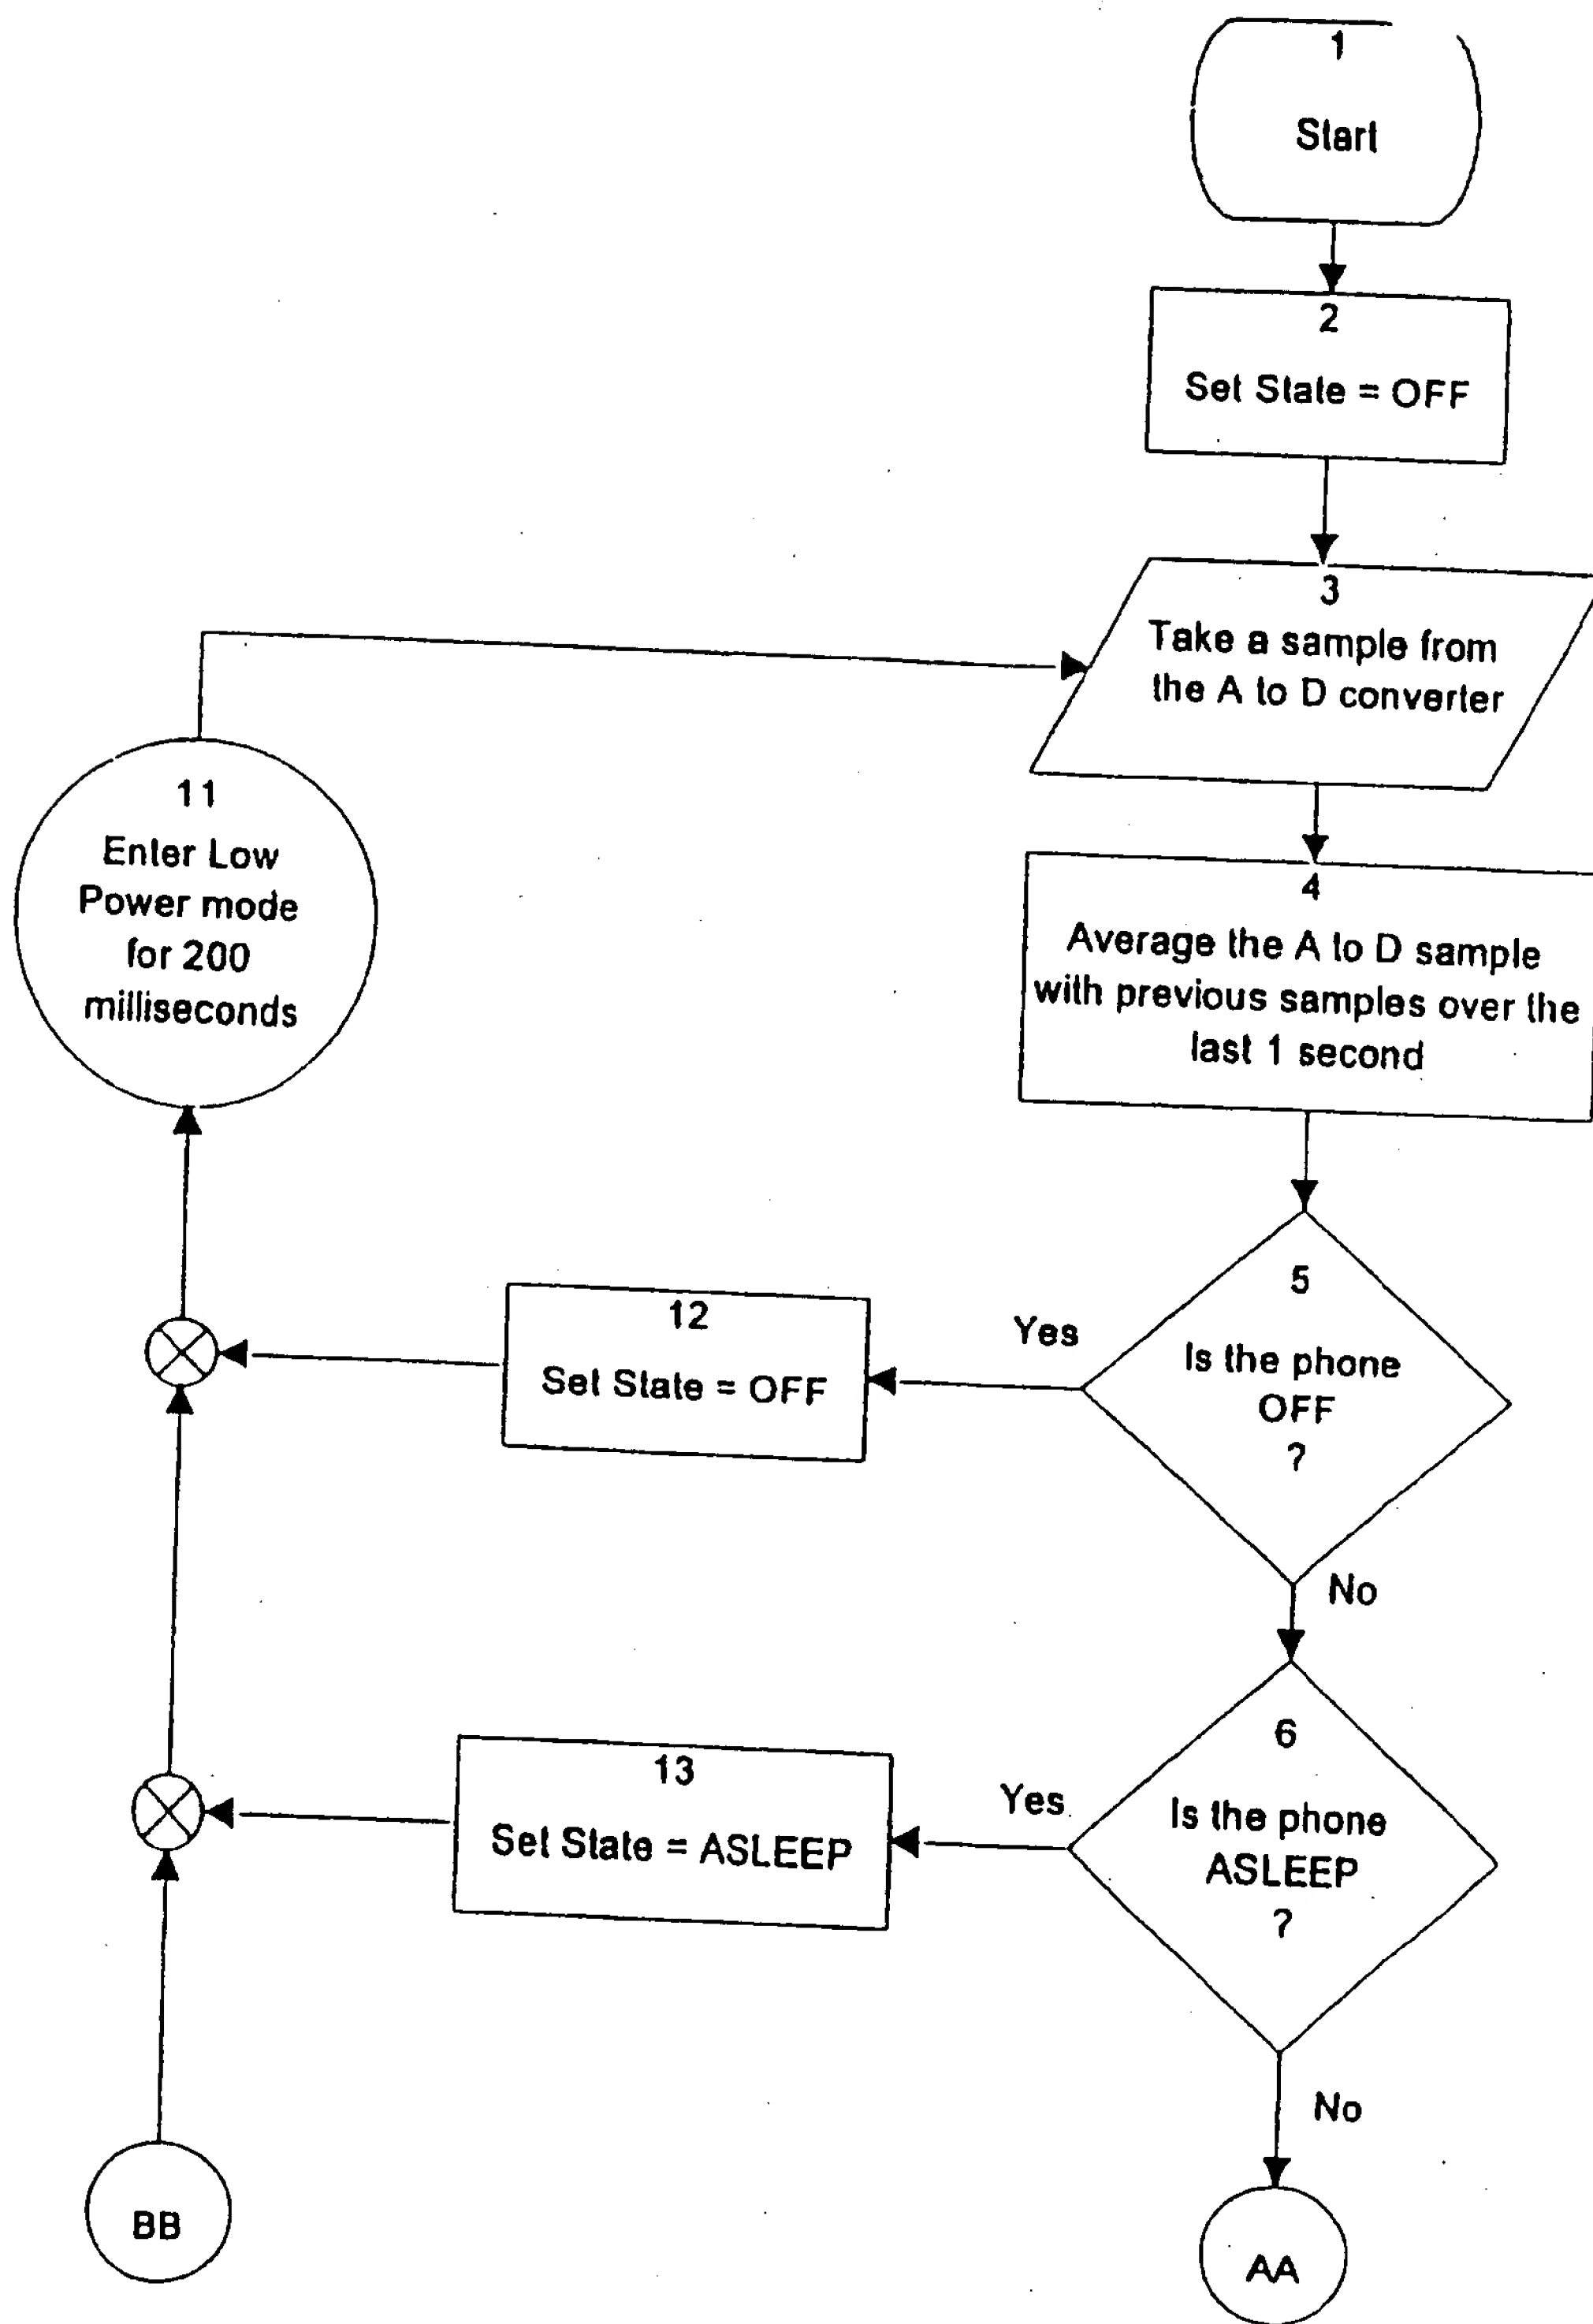 1
Start
2
Set State = OFF
3
Take a sample from
the A to D converter
4
Average the A to D sample
with previous samples over the
last 1 second
5
Is the phone
OFF
?
Yes
No
12
Set State = OFF
11
Enter Low
Power mode
for 200
milliseconds
6
Is the phone
ASLEEP
?
Yes
No
13
Set State = ASLEEP
BB
AA